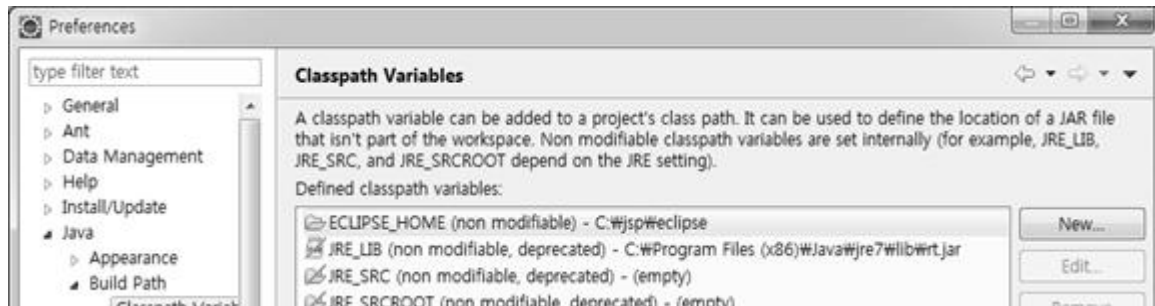 Preferences
type filter text
General
Ant
Data Management
Help
Install/Update
Java
Appearance
Build Path
Classpath Variab
Classpath Variables
A classpath variable can be added to a project's class path. It can be used to define the location of a JAR file
that isn't part of the workspace. Non modifiable classpath variables are set internally (for example, JRE_LIB,
JRE_SRC, and JRE_SRCROOT depend on the JRE setting).
Defined classpath variables:
ECLIPSE_HOME (non modifiable) - C:₩jsp₩eclipse
JRE_LIB (non modifiable, deprecated) - C:₩Program Files (x86)₩Java₩jre7₩lib₩rt.jar
JRE_SRC (non modifiable, deprecated) - (empty)
JRE_SRCROOT (non modifiable, deprecated) - (empty)
New...
Edit...
Remove